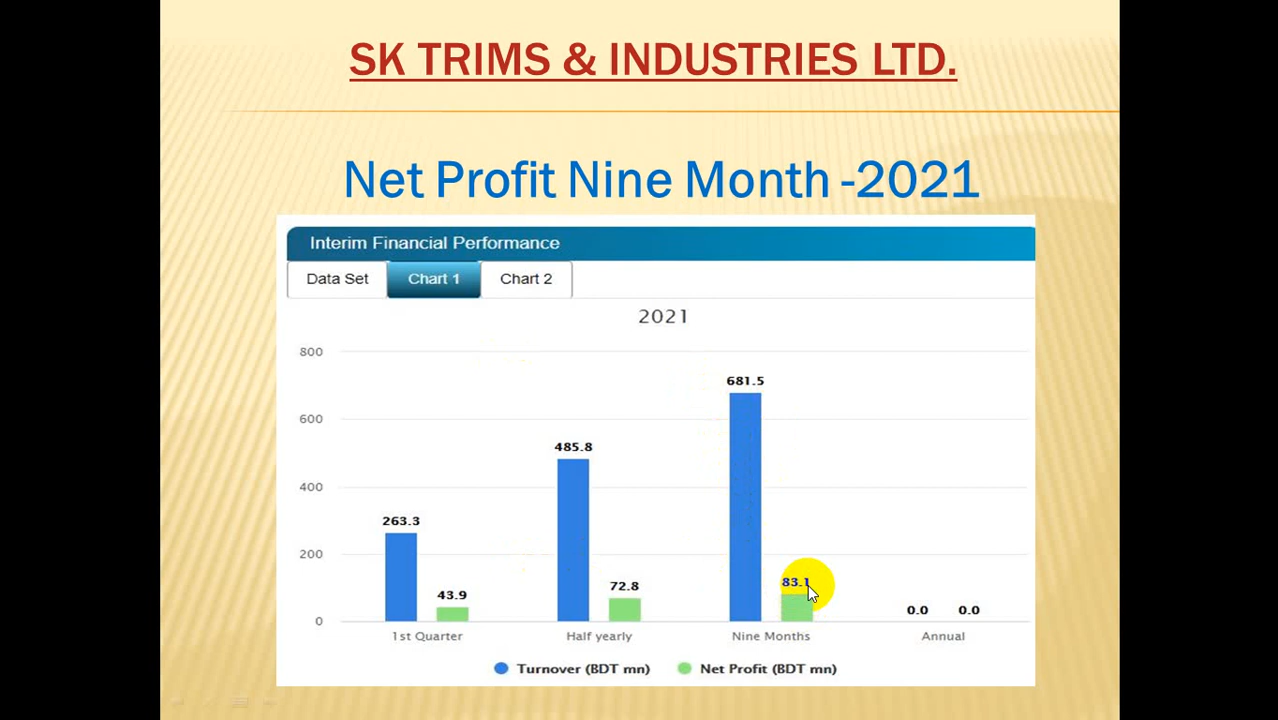 SK TRIMS & INDUSTRIES LTD.
Net Profit Nine Month -2021
Interim Financial Performance
Data Set Chart 1 Chart 2
2021
800
681.5
600
485.8
400
263.3
200
43.9 72.8 83.1
0.0 0.0
0
1st Quarter Half yearly Nine Months Annual
Turnover (BDT mn) Net Profit (BDT mn)